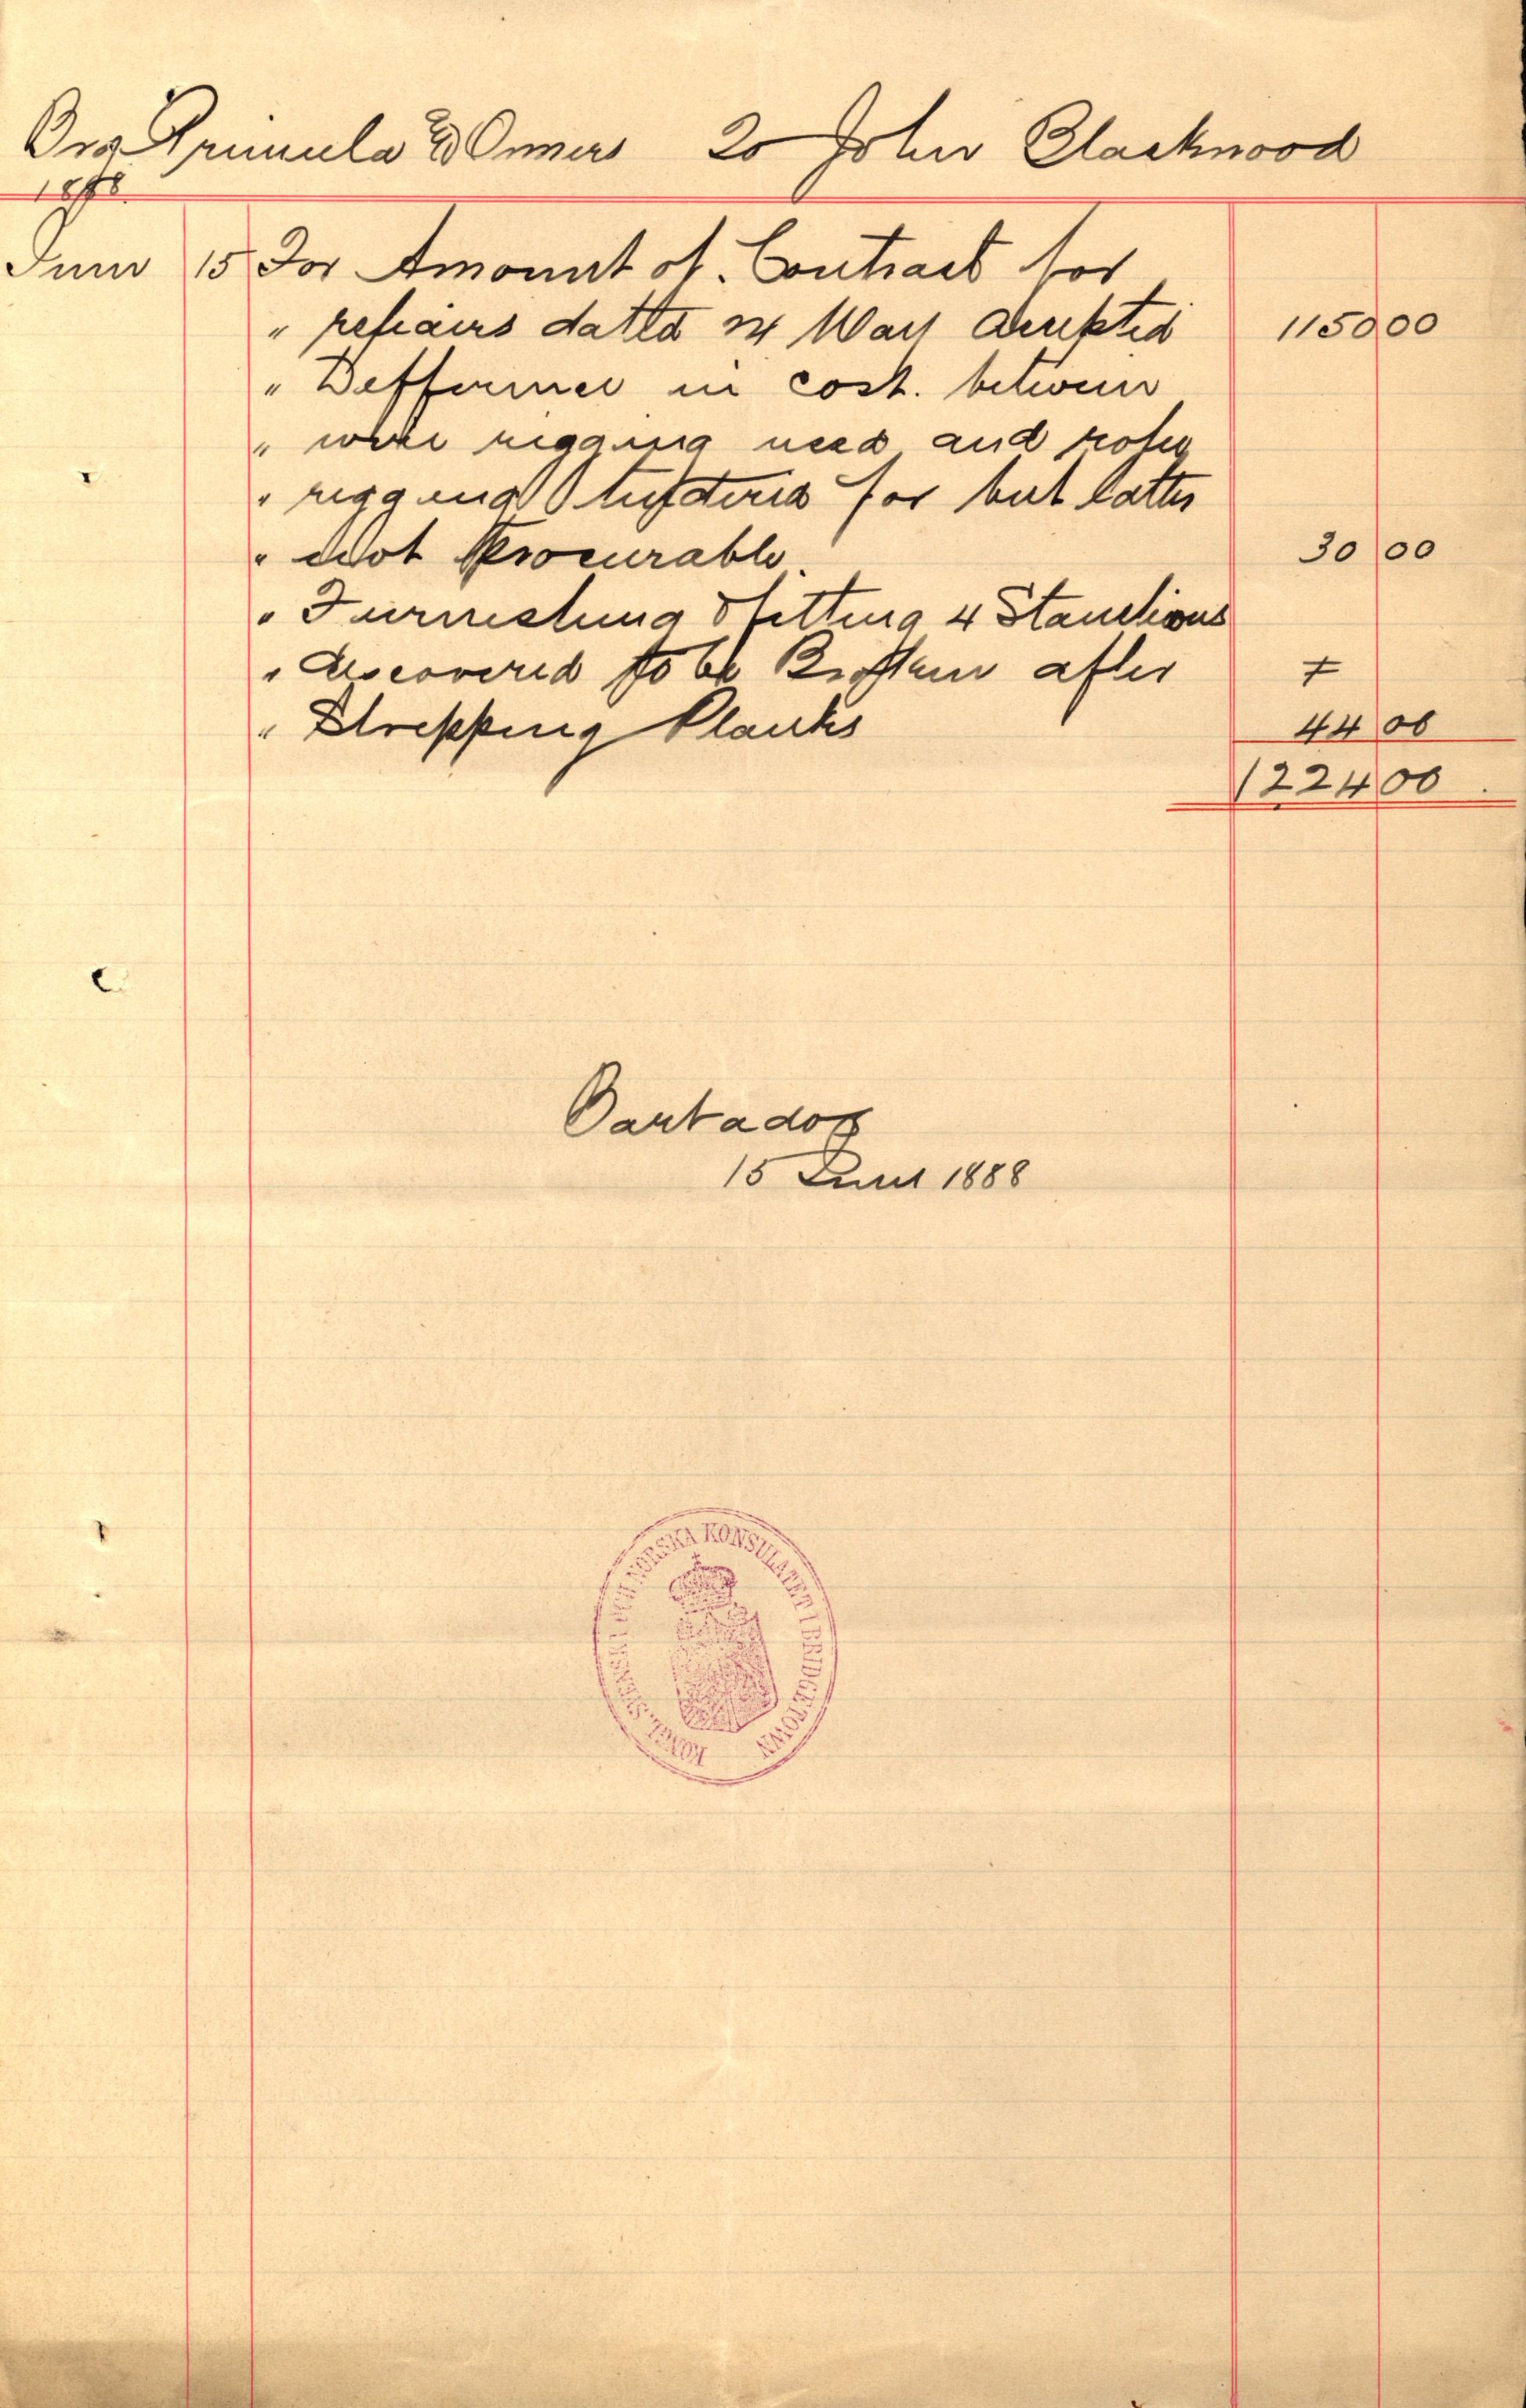 Brg Primula & Owners To John Blackwood
1888
June 15 For Amount of Contract for
" repairs dated 24 May accepted 1150 00
" Defference in cost between
" wire rigging used and rope
" rigging for but latter
" Not Procurable 30 00
" Furnishing & fitting 4 Stanchions
" discovered to be Broken after
" Stripping Planks 44 00
1224 00
Barbados
15 June 1888
KONGL. SVENSKA OCH NORSKA KONSULATET I BRIDGETOWN